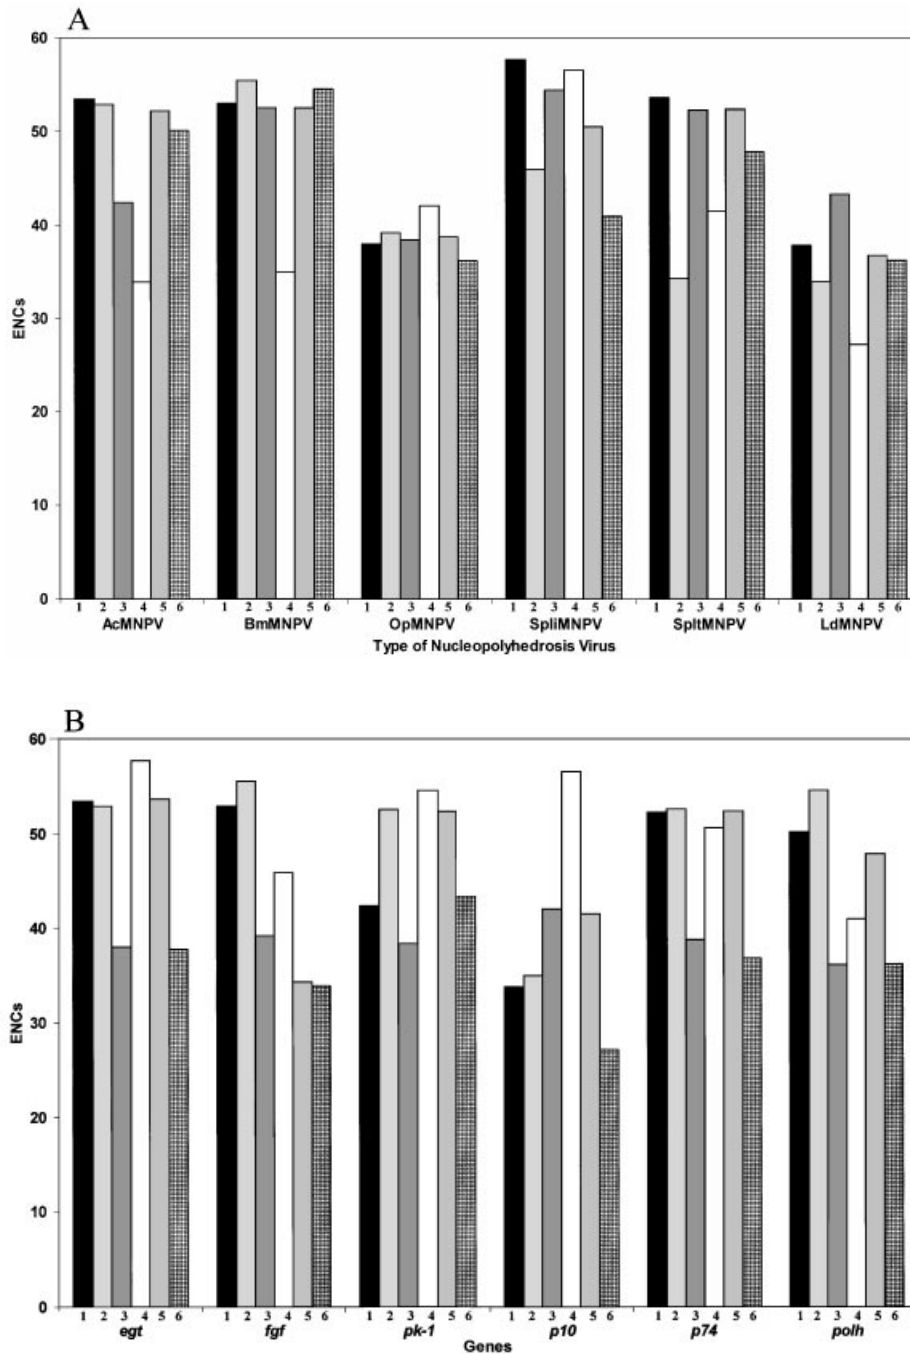 A
60
50
40
30
20
10
0
ENCs
1 2 3 4 5 6 1 2 3 4 5 6 1 2 3 4 5 6 1 2 3 4 5 6 1 2 3 4 5 6 1 2 3 4 5 6
AcMNPV BmMNPV OpMNPV SpliMNPV SpltMNPV LdMNPV
Type of Nucleopolyhedrosis Virus
B
60
50
40
30
20
10
0
ENCs
1 2 3 4 5 6 1 2 3 4 5 6 1 2 3 4 5 6 1 2 3 4 5 6 1 2 3 4 5 6 1 2 3 4 5 6
egt fgf pk-1 p10 p74 polh
Genes